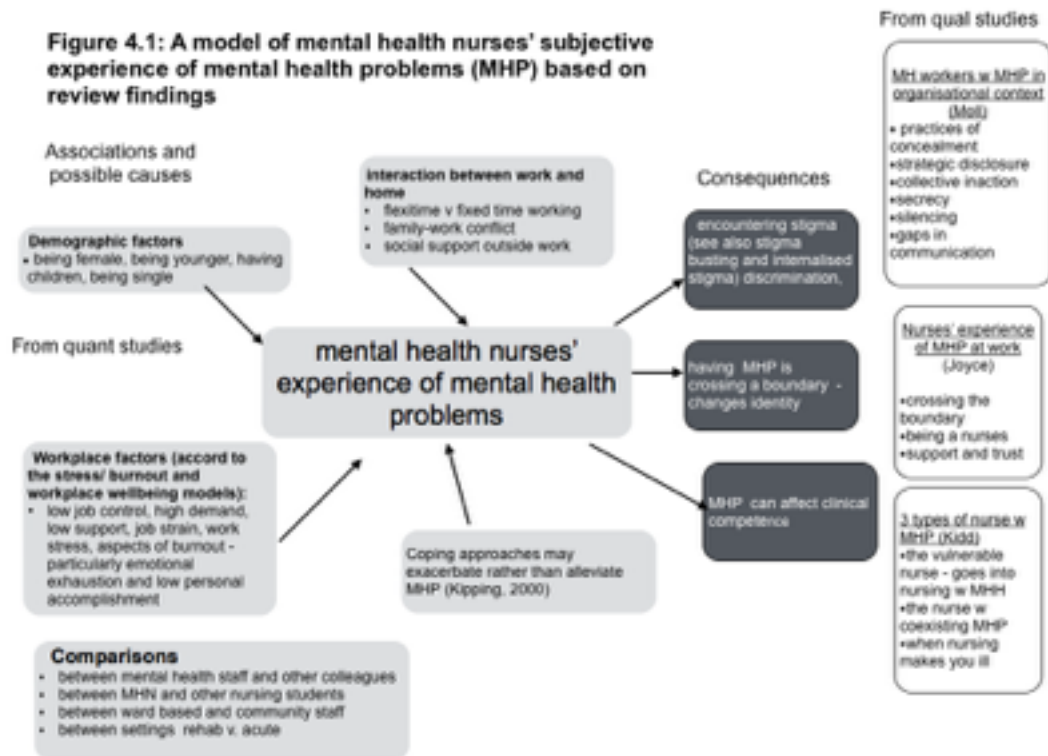 Figure 4.1: A model of mental health nurses' subjective
experience of mental health problems (MHP) based on
review findings
Associations and
possible causes
Demographic factors
• being female, being younger, having
children, being single
From quant studies
interaction between work and
home
• flexitime v fixed time working
• family-work conflict
• social support outside work
mental health nurses'
experience of mental health
problems
Workplace factors (accord to
the stress/ burnout and
workplace wellbeing models):
• low job control, high demand,
low support, job strain, work
stress, aspects of burnout -
particularly emotional
exhaustion and low personal
accomplishment
Coping approaches may
exacerbate rather than alleviate
MHP (Kipping, 2000)
Comparisons
• between mental health staff and other colleagues
• between MHN and other nursing students
• between ward based and community staff
• between settings rehab v. acute
Consequences
encountering stigma
(see also stigma
busting and internalised
stigma) discrimination,
having MHP is
crossing a boundary -
changes identity
MHP can affect clinical
competence
From qual studies
MH workers w MHP in
organisational context
(Moll)
• practices of
concealment
•strategic disclosure
•collective inaction
•secrecy
•silencing
•gaps in
communication
Nurses' experience
of MHP at work
(Joyce)
•crossing the
boundary
•being a nurses
•support and trust
3 types of nurse w
MHP (Kidd)
•the vulnerable
nurse - goes into
nursing w MHH
•the nurse w
coexisting MHP
•when nursing
makes you ill